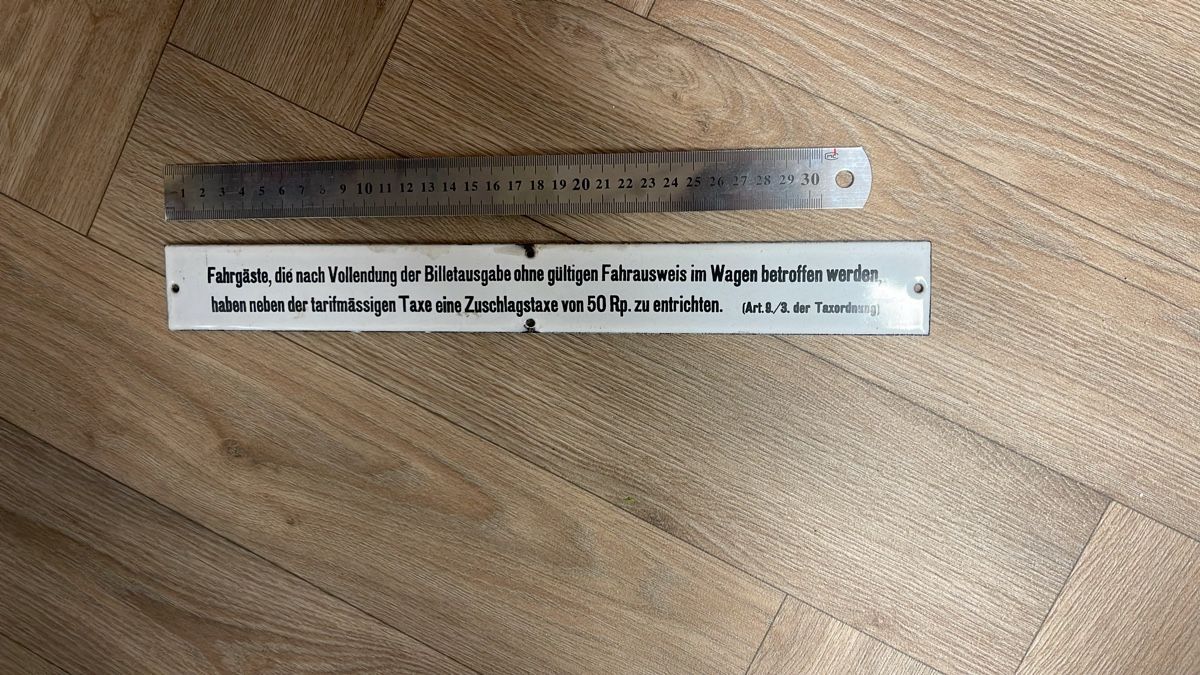 1 2 3 4 5 6 7 8 9 10 11 12 13 14 15 16 17 18 19 20 21 22 23 24 25 26 27 28 29 30
Fahrgäste, die nach Vollendung der Billetausgabe ohne gültigen Fahrausweis im Wagen betroffen werden,
haben neben der tarifmässigen Taxe eine Zuschlagstaxe von 50 Rp. zu entrichten. (Art.9./3. der Taxordnung)